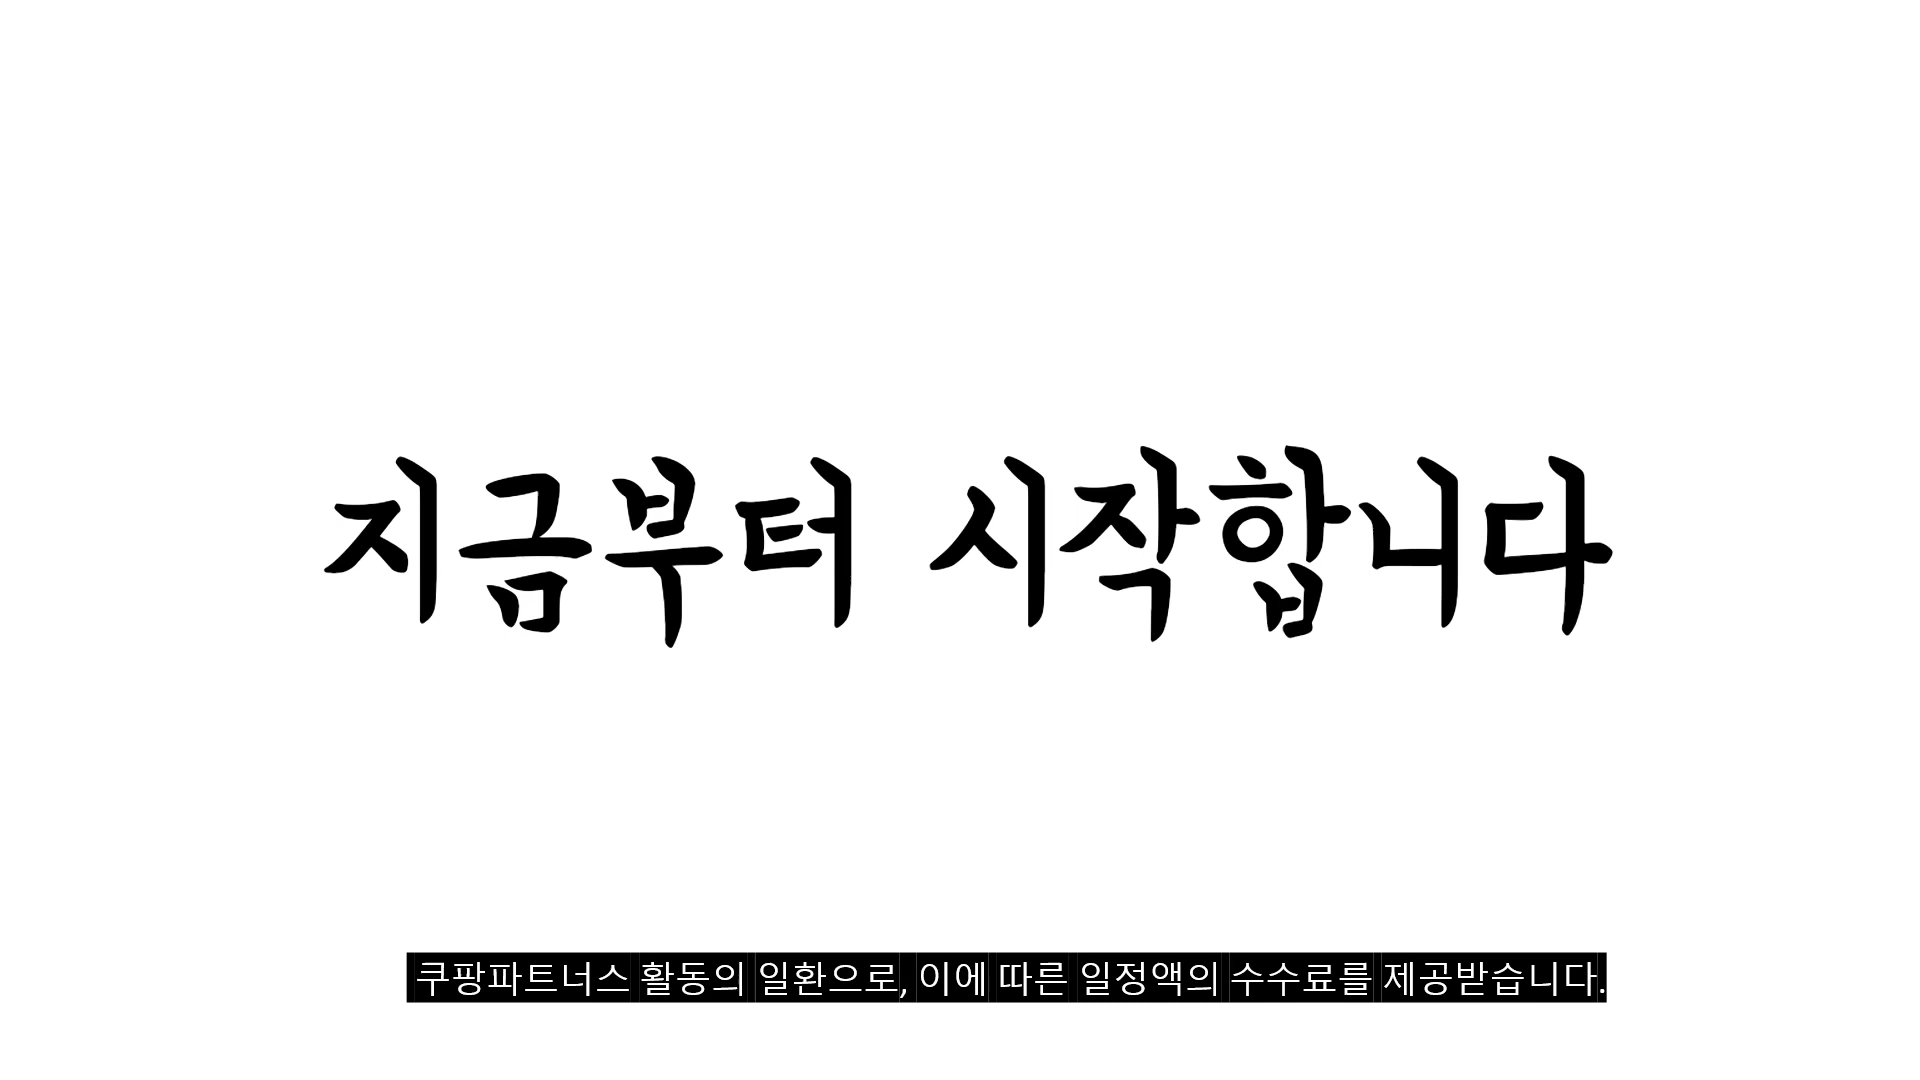 지금부터 시작합니다
쿠팡파트너스 활동의 일환으로, 이에 따른 일정액의 수수료를 제공받습니다.